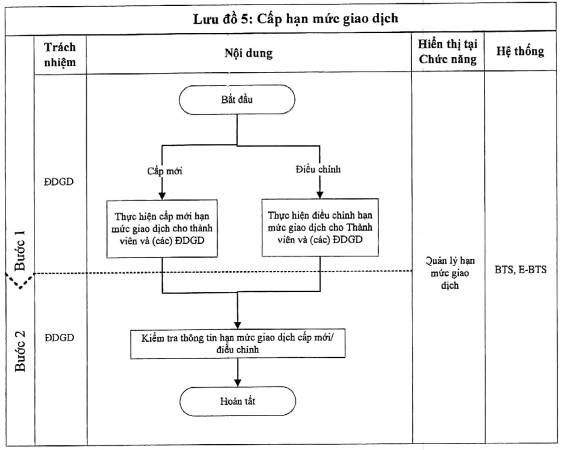 Lưu đồ 5: Cấp hạn mức giao dịch
Trách
nhiệm
Nội dung
Hiển thị tại
Chức năng
Hệ thống
Bước 1
ĐDGD
Bắt đầu
Cấp mới
Điều chỉnh
Thực hiện cấp mới hạn
mức giao dịch cho thành
viên và (các) ĐDGD
Thực hiện điều chỉnh hạn
mức giao dịch cho Thành
viên và (các) ĐDGD
Quản lý hạn
mức giao
dịch
BTS, E-BTS
Bước 2
ĐDGD
Kiểm tra thông tin hạn mức giao dịch cấp mới/
điều chỉnh
Hoàn tất